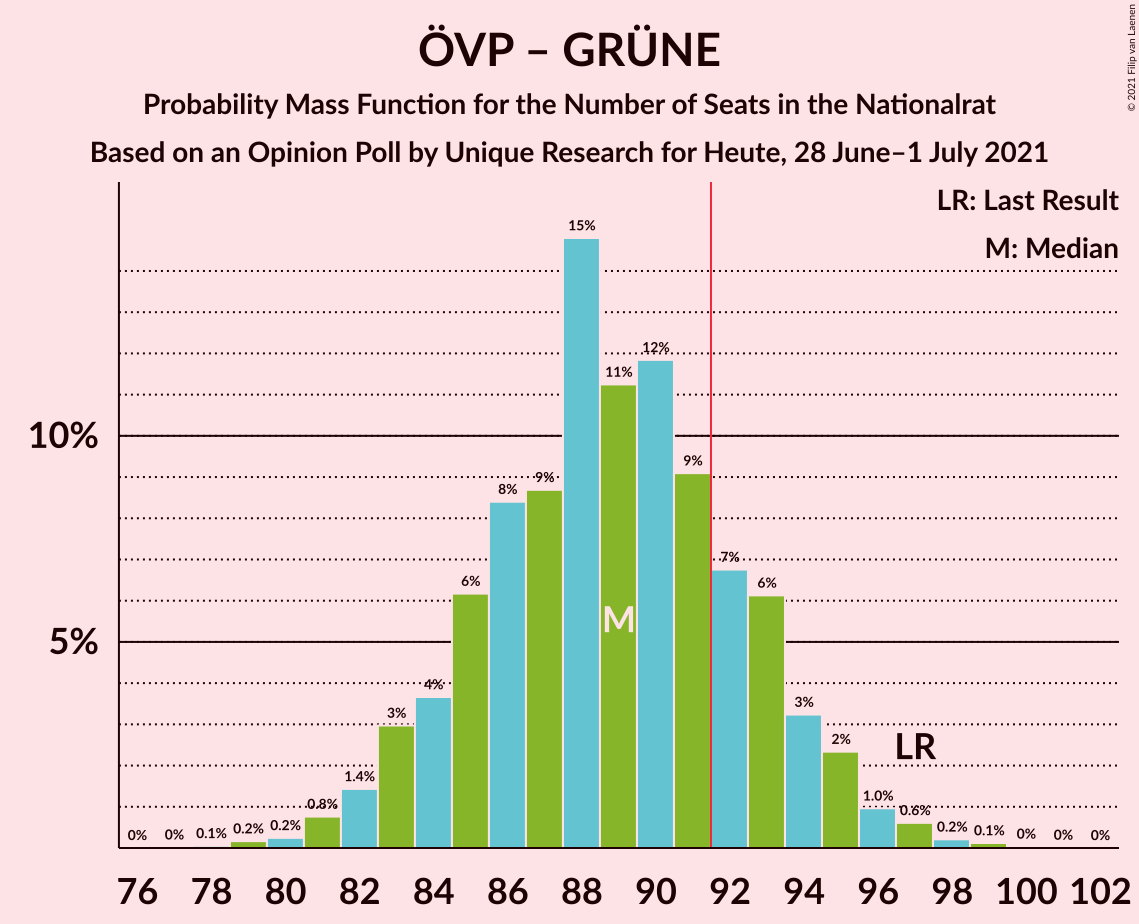 ÖVP – GRÜNE
Probability Mass Function for the Number of Seats in the Nationalrat
Based on an Opinion Poll by Unique Research for Heute, 28 June–1 July 2021
© 2021 Filip van Laenen
LR: Last Result
M: Median
15%
12%
11%
10%
9%
9%
8%
7%
6%
6%
M
5%
4%
3%
3%
2%
LR
1.4%
1.0%
0.8%
0.6%
0% 0% 0.1% 0.2% 0.2%
0.2% 0.1% 0% 0% 0%
76 78 80 82 84 86 88 90 92 94 96 98 100 102